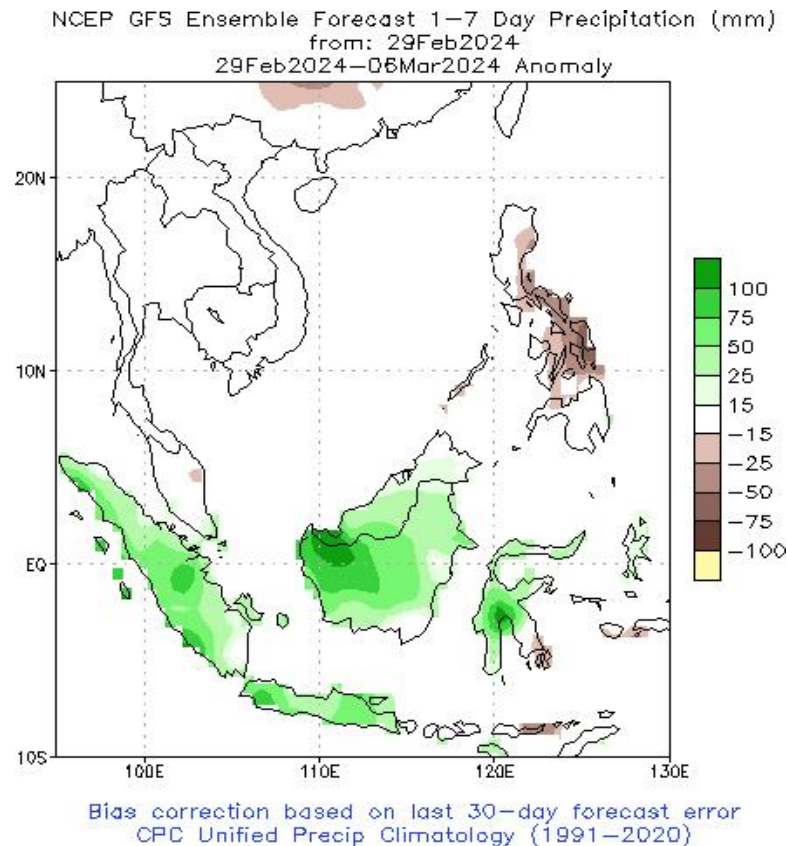 NCEP GFS Ensemble Forecast 1-7 Day Precipitation (mm)
from: 29Feb2024
29Feb2024-06Mar2024 Anomaly
20N
10N
EQ
10S
100E 110E 120E 130E
100
75
50
25
15
-15
-25
-50
-75
-100
Bias correction based on last 30-day forecast error
CPC Unified Precip Climatology (1991-2020)